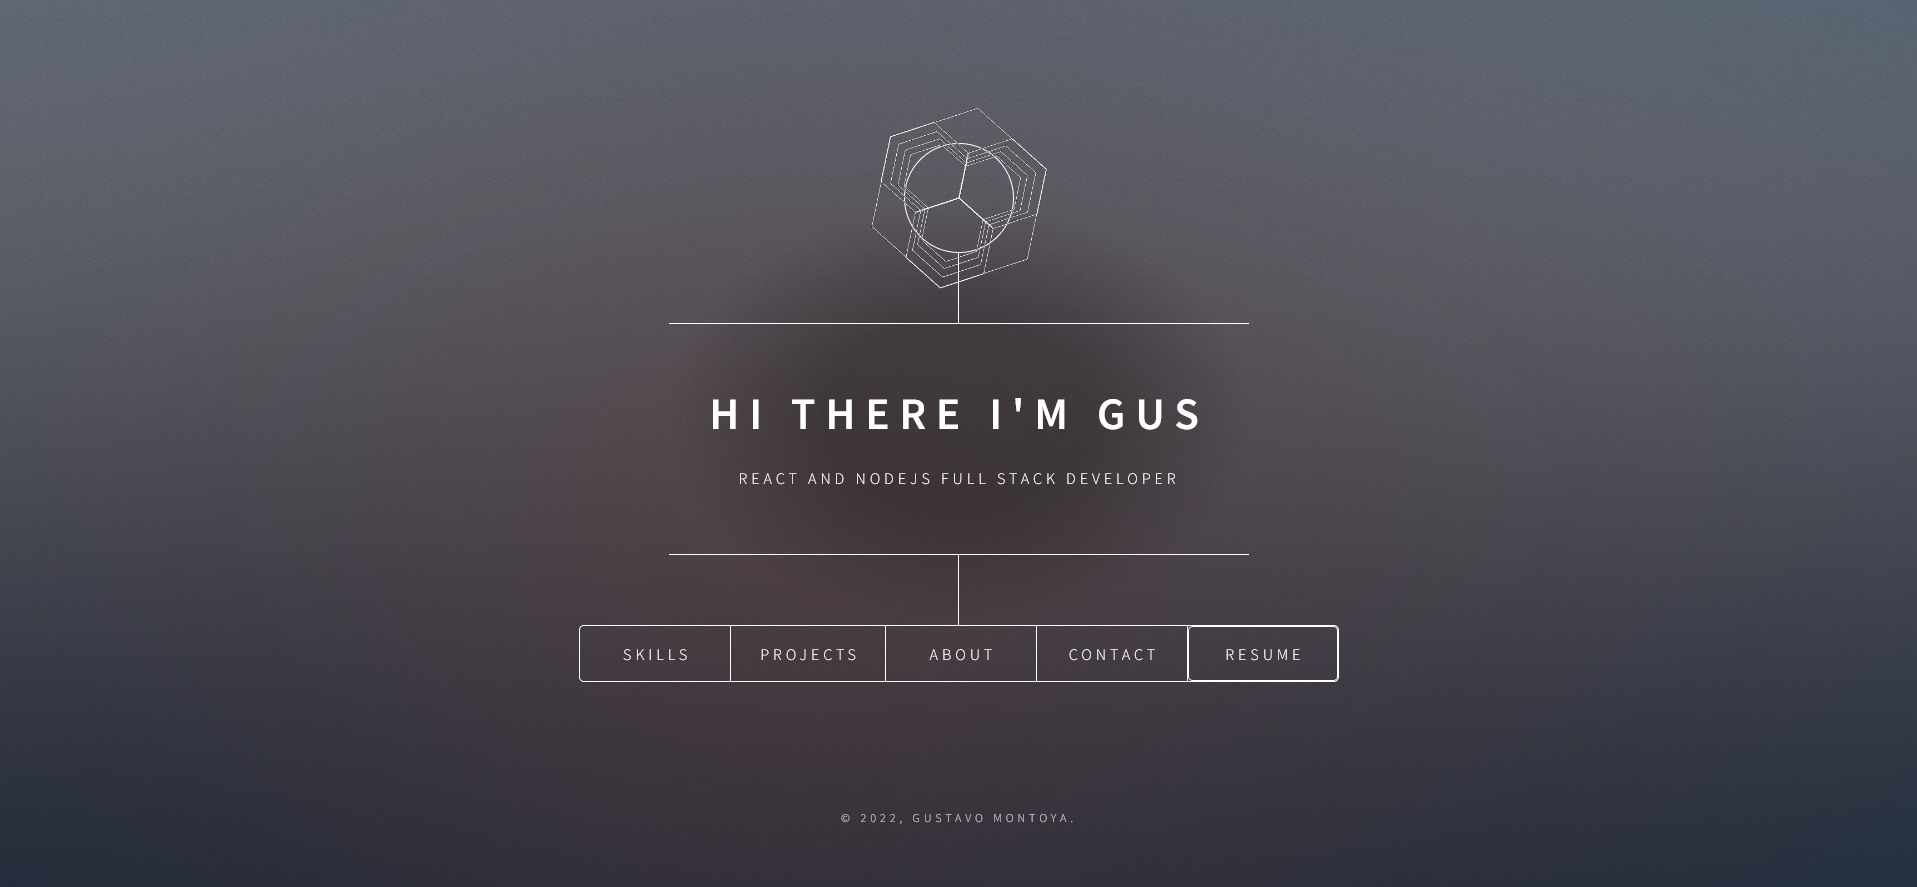 HI THERE I'M GUS
REACT AND NODEJS FULL STACK DEVELOPER
SKILLS
PROJECTS
ABOUT
CONTACT
RESUME
© 2022, GUSTAVO MONTOYA.